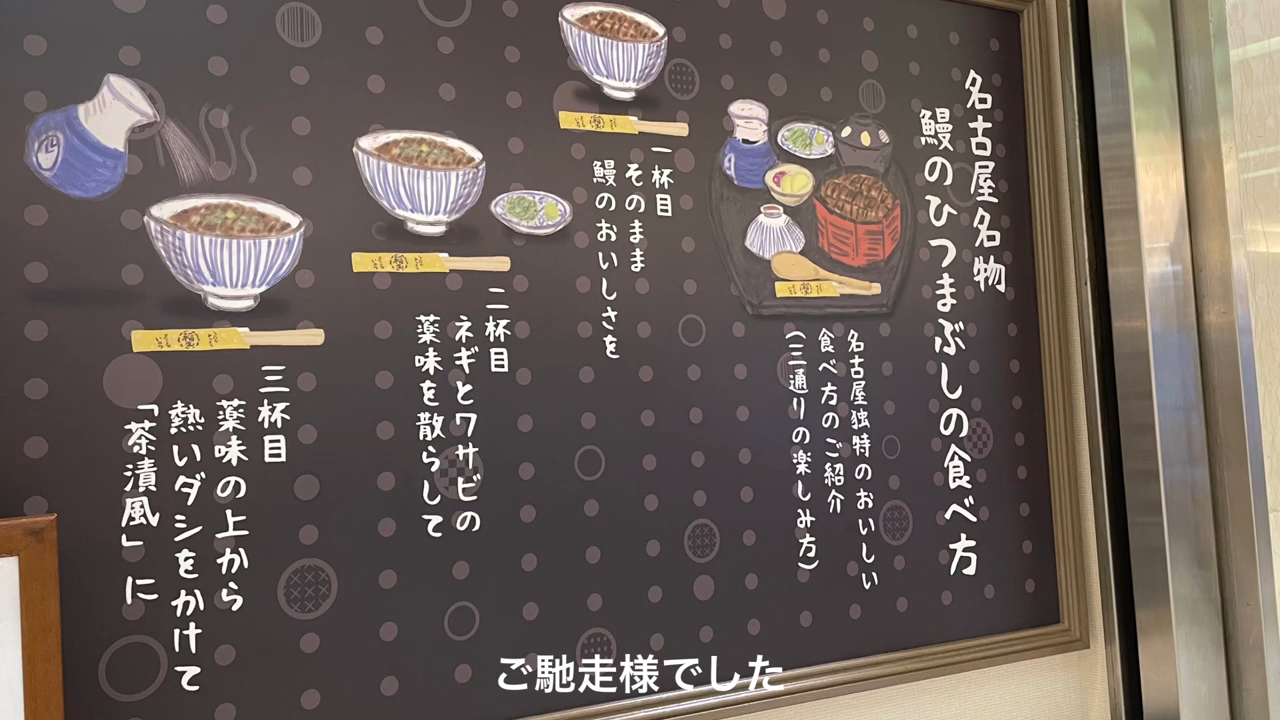 名古屋名物
鰻のひつまぶしの食べ方
名古屋独特のおいしい
食べ方のご紹介
(三通りの楽しみ方)
一杯目
そのまま
鰻のおいしさを
二杯目
ネギとワサビの
薬味を散らして
三杯目
薬味の上から
熱いダシをかけて
「茶漬風」に
ご馳走様でした